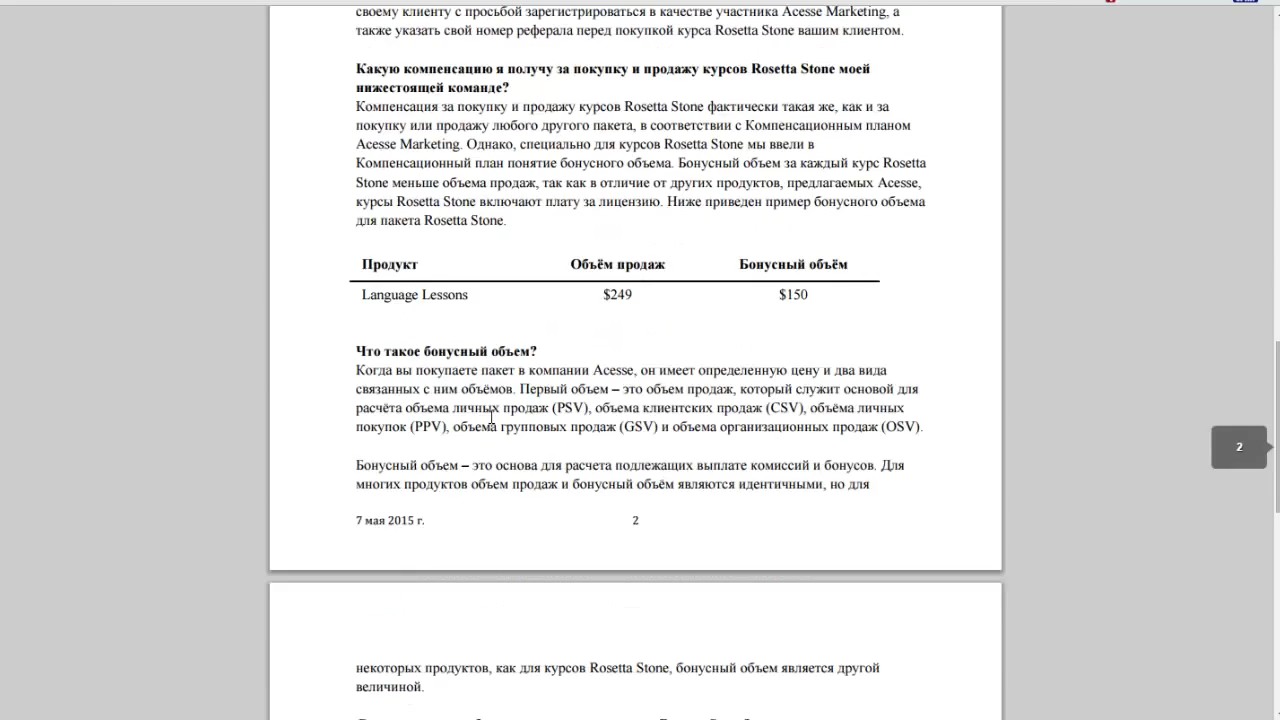 своему клиенту с просьбой зарегистрироваться в качестве участника Acesse Marketing, а
также указать свой номер реферала перед покупкой курса Rosetta Stone вашим клиентом.
Какую компенсацию я получу за покупку и продажу курсов Rosetta Stone моей
нижестоящей команде?
Компенсация за покупку и продажу курсов Rosetta Stone фактически такая же, как и за
покупку или продажу любого другого пакета, в соответствии с Компенсационным планом
Acesse Marketing. Однако, специально для курсов Rosetta Stone мы ввели в
Компенсационный план понятие бонусного объема. Бонусный объем за каждый курс Rosetta
Stone меньше объема продаж, так как в отличие от других продуктов, предлагаемых Acesse,
курсы Rosetta Stone включают плату за лицензию. Ниже приведен пример бонусного объема
для пакета Rosetta Stone.
Продукт Объём продаж Бонусный объём
Language Lessons $249 $150
Что такое бонусный объем?
Когда вы покупаете пакет в компании Acesse, он имеет определенную цену и два вида
связанных с ним объёмов. Первый объем – это объем продаж, который служит основой для
расчёта объема личных продаж (PSV), объема клиентских продаж (CSV), объёма личных
покупок (PPV), объема групповых продаж (GSV) и объема организационных продаж (OSV).
Бонусный объем – это основа для расчета подлежащих выплате комиссий и бонусов. Для
многих продуктов объем продаж и бонусный объём являются идентичными, но для
7 мая 2015 г. 2
2
некоторых продуктов, как для курсов Rosetta Stone, бонусный объем является другой
величиной.